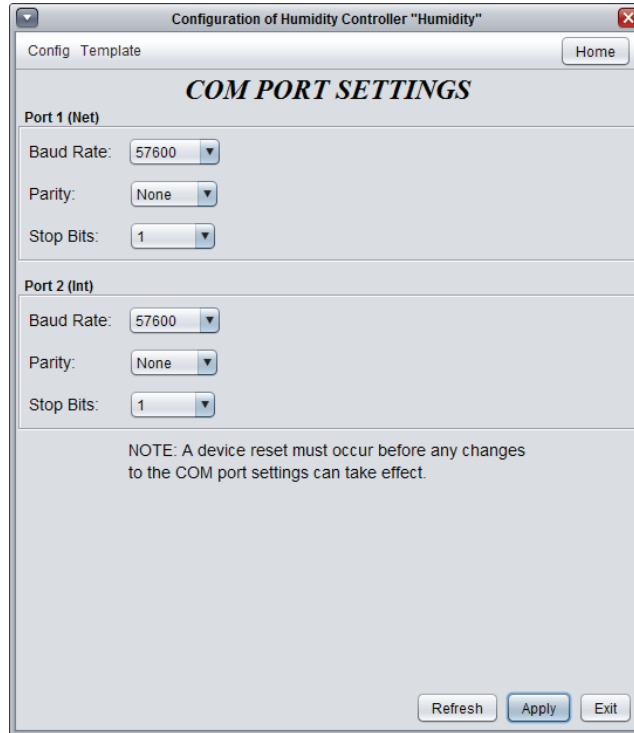 Configuration of Humidity Controller "Humidity"
Config Template
Home
COM PORT SETTINGS
Port 1 (Net)
Baud Rate: 57600
Parity: None
Stop Bits: 1
Port 2 (Int)
Baud Rate: 57600
Parity: None
Stop Bits: 1
NOTE: A device reset must occur before any changes
to the COM port settings can take effect.
Refresh Apply Exit